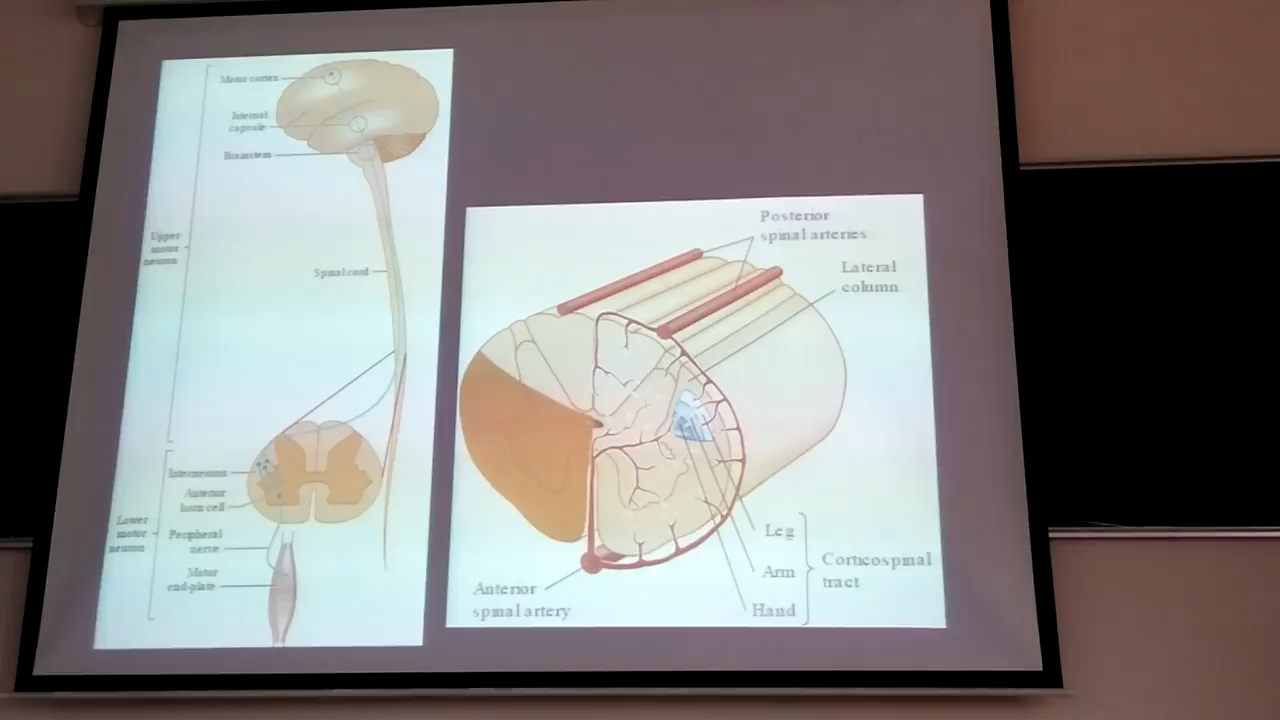 Motor cortex
Internal
capsule
Brainstem
Upper
motor
neuron
Spinal cord
Interneurons
Anterior
horn cell
Lower
motor
neuron
Peripheral
nerve
Motor
end-plate
Posterior
spinal arteries
Lateral
column
Leg
Arm
Hand
Corticospinal
tract
Anterior
spinal artery